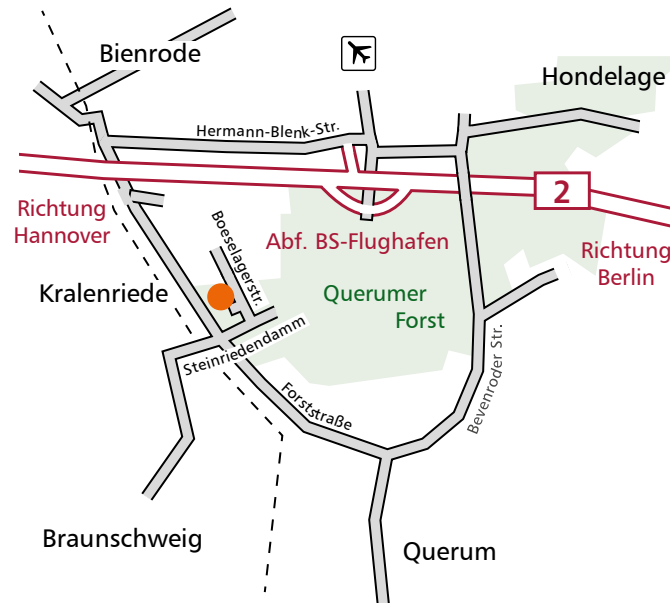 Bienrode
Hondelage
Hermann-Blenk-Str.
2
Richtung
Hannover
Boeselagerstr.
Abf. BS-Flughafen
Richtung
Berlin
Kralenriede
Querumer
Forst
Steinriedendamm
Bevenroder Str.
Forststraße
Braunschweig
Querum